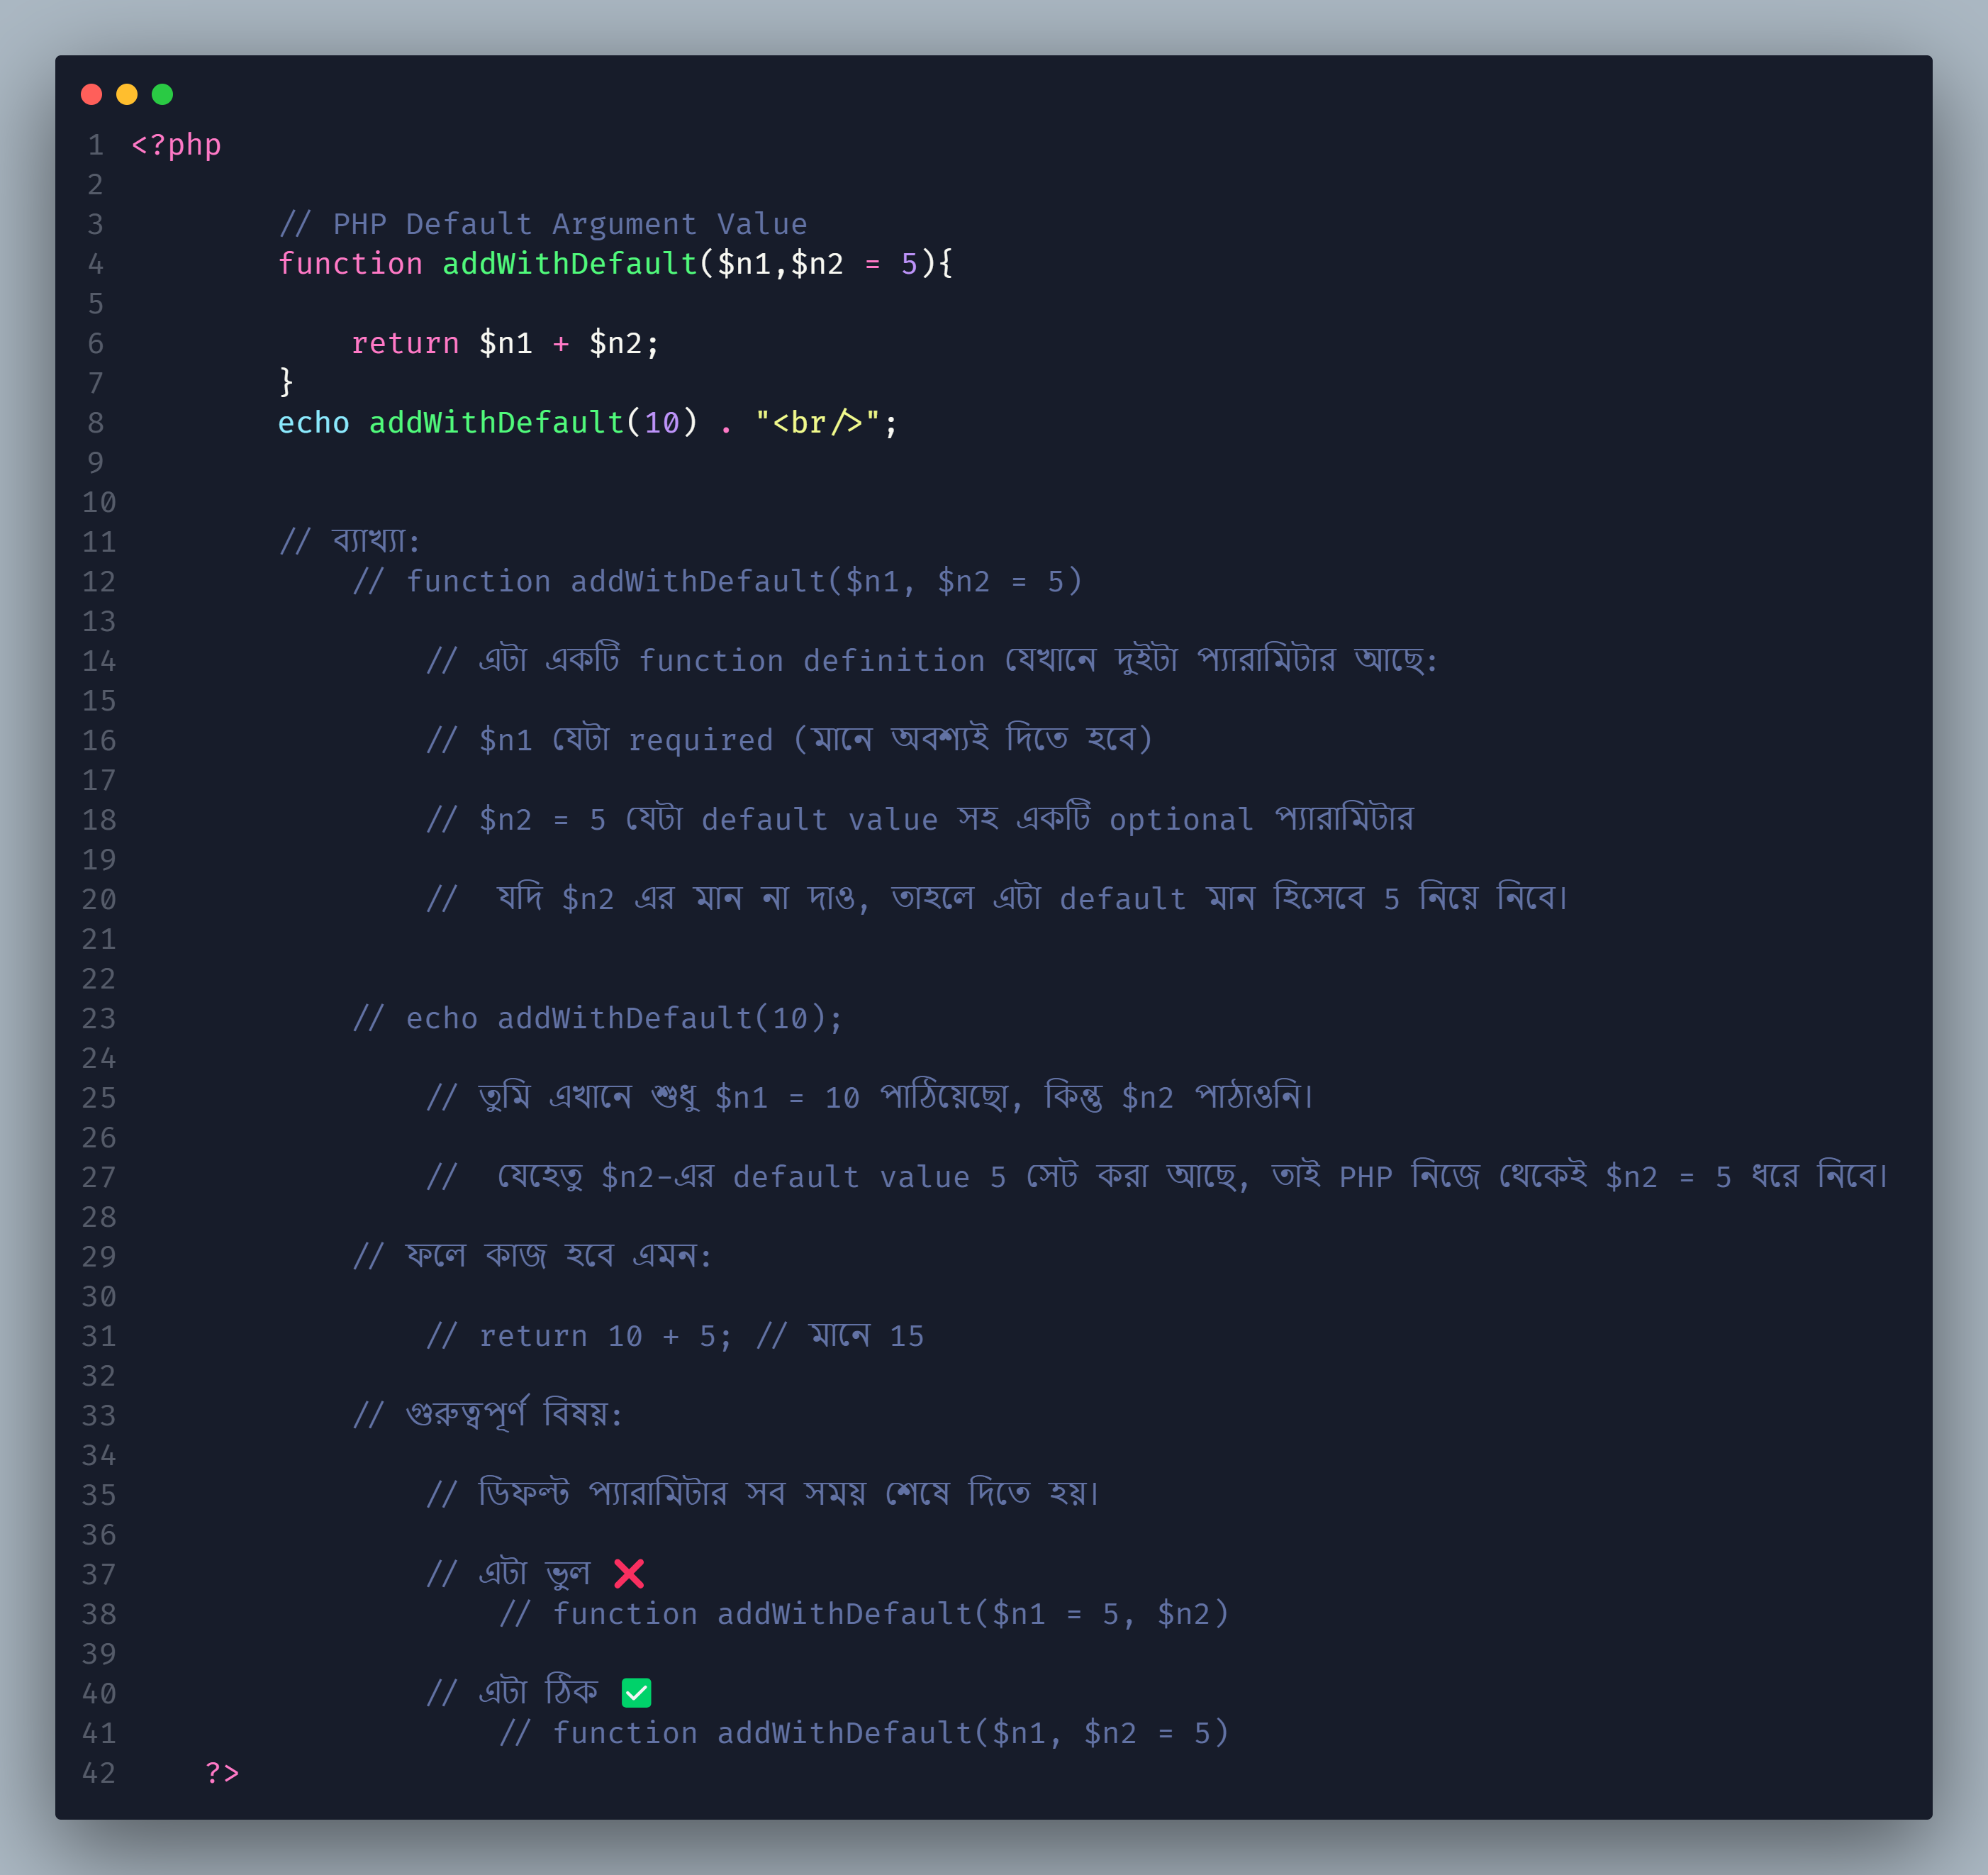 1 <?php
2
3 // PHP Default Argument Value
4 function addWithDefault($n1,$n2 = 5){
5
6 return $n1 + $n2;
7 }
8 echo addWithDefault(10) . "<br/>";
9
10
11 // ব্যাখ্যা:
12 // function addWithDefault($n1, $n2 = 5)
13
14 // এটা একটি function definition যেখানে দুইটা প্যারামিটার আছে:
15
16 // $n1 যেটা required (মানে অবশ্যই দিতে হবে)
17
18 // $n2 = 5 যেটা default value সহ একটি optional প্যারামিটার
19
20 //  যদি $n2 এর মান না দাও, তাহলে এটা default মান হিসেবে 5 নিয়ে নিবে।
21
22
23 // echo addWithDefault(10);
24
25 // তুমি এখানে শুধু $n1 = 10 পাঠিয়েছো, কিন্তু $n2 পাঠাওনি।
26
27 //  যেহেতু $n2-এর default value 5 সেট করা আছে, তাই PHP নিজে থেকেই $n2 = 5 ধরে নিবে।
28
29 // ফলে কাজ হবে এমন:
30
31 // return 10 + 5; // মানে 15
32
33 // গুরুত্বপূর্ণ বিষয়:
34
35 // ডিফল্ট প্যারামিটার সব সময় শেষে দিতে হয়।
36
37 // এটা ভুল ❌
38 // function addWithDefault($n1 = 5, $n2)
39
40 // এটা ঠিক ✅
41 // function addWithDefault($n1, $n2 = 5)
42 ?>